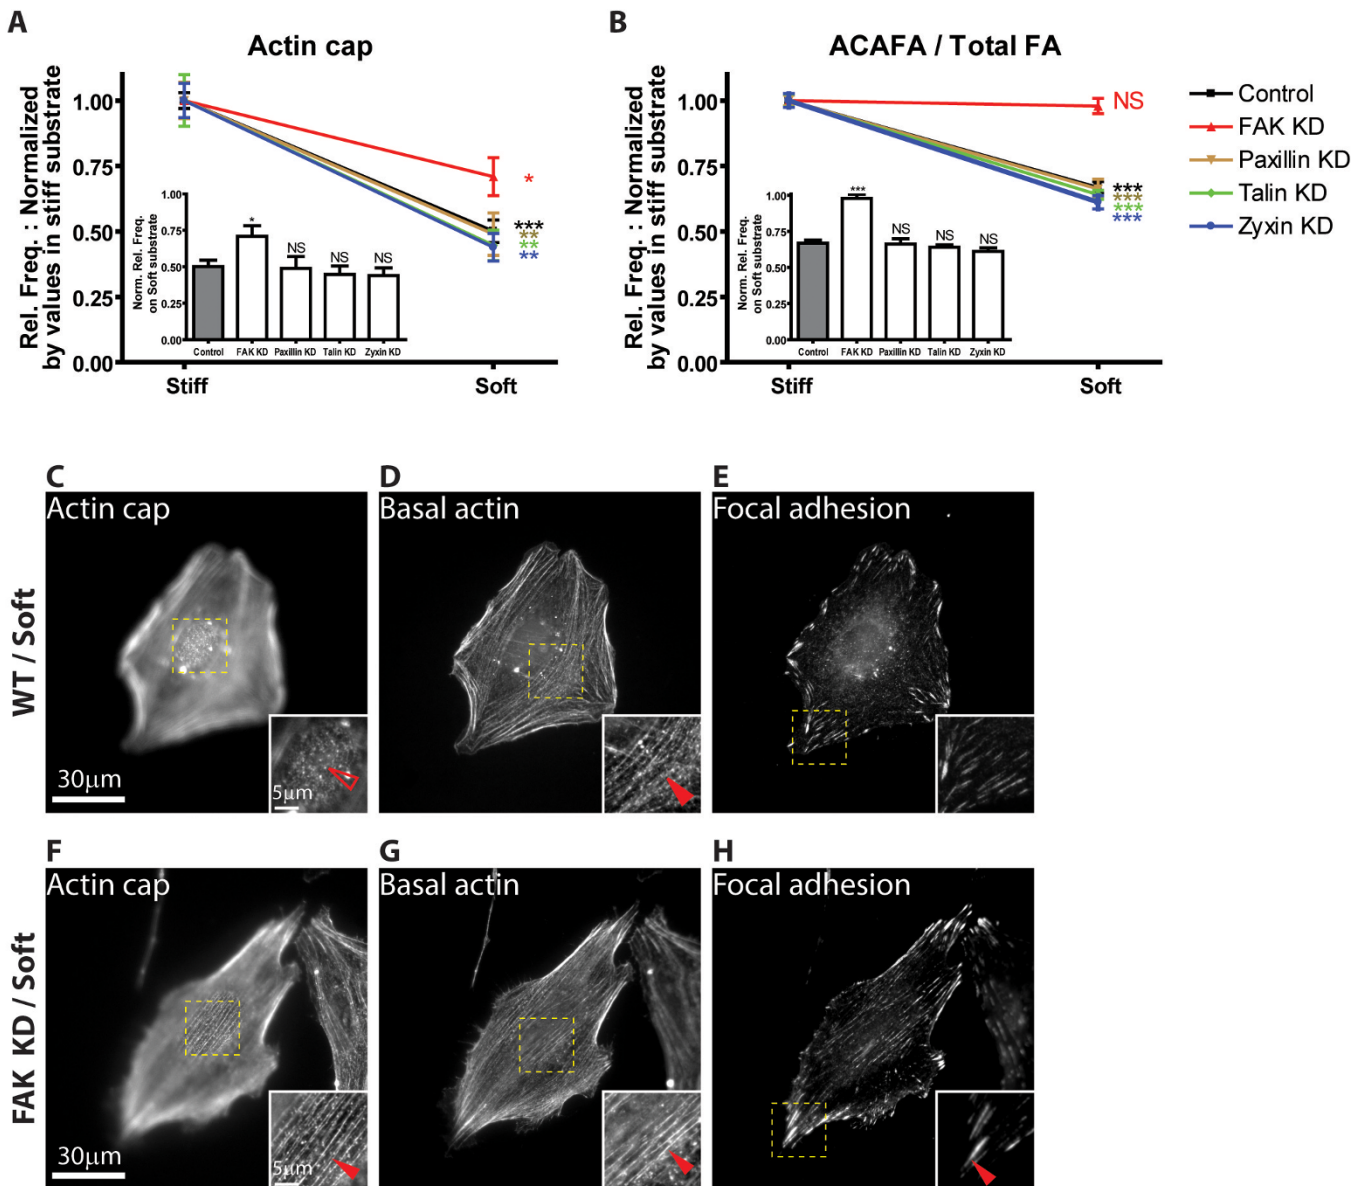 A
Actin cap
Rel. Freq. : Normalized
by values in stiff substrate
1.00
0.75
0.50
0.25
0.00
Stiff
Soft
*
***
**
**
**
Norm. Rel. Freq.
on Soft substrate
1.00
0.75
0.50
0.25
0.00
*
NS
NS
NS
Control
FAK KD
Paxillin KD
Talin KD
Zyxin KD
B
ACAFA / Total FA
Rel. Freq. : Normalized
by values in stiff substrate
1.00
0.75
0.50
0.25
0.00
Stiff
Soft
NS
***
***
***
***
Norm. Rel. Freq.
on Soft substrate
1.00
0.75
0.50
0.25
0.00
***
NS
NS
NS
Control
FAK KD
Paxillin KD
Talin KD
Zyxin KD
Control
FAK KD
Paxillin KD
Talin KD
Zyxin KD
WT / Soft
C
Actin cap
30μm
5μm
D
Basal actin
E
Focal adhesion
FAK KD / Soft
F
Actin cap
30μm
5μm
G
Basal actin
H
Focal adhesion